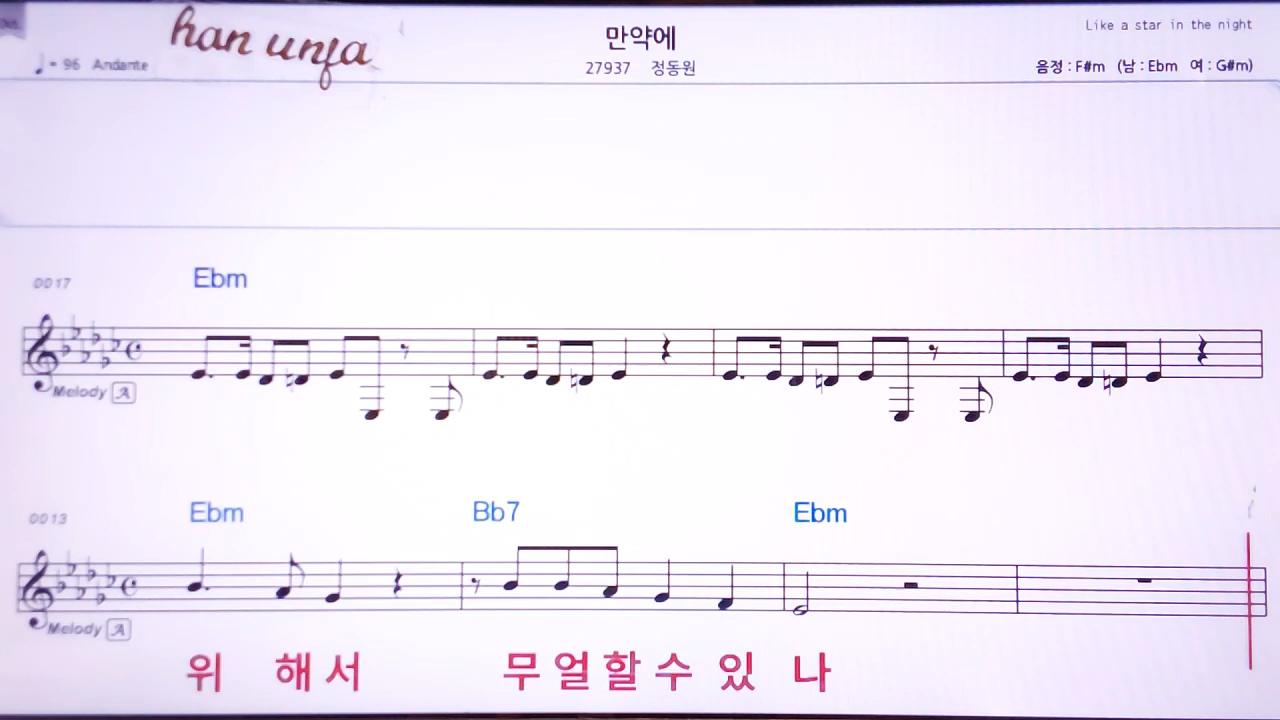 han unja
만약에
Like a star in the night
♩= 96 Andante
27937 정동원
음정 : F#m (남 : Ebm 여 : G#m)
0017
Ebm
Melody A
0013
Ebm Bb7 Ebm
Melody A
위 해서 무얼할수 있 나